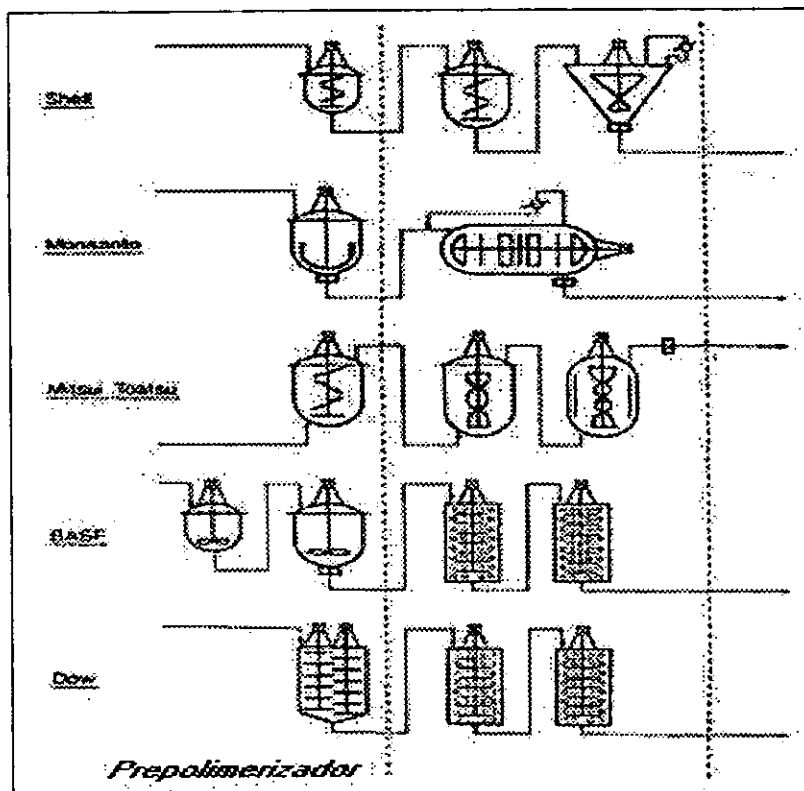 Shell
Monsanto
Mitsui Toatsu
BASF
Dow
Prepolimerizador